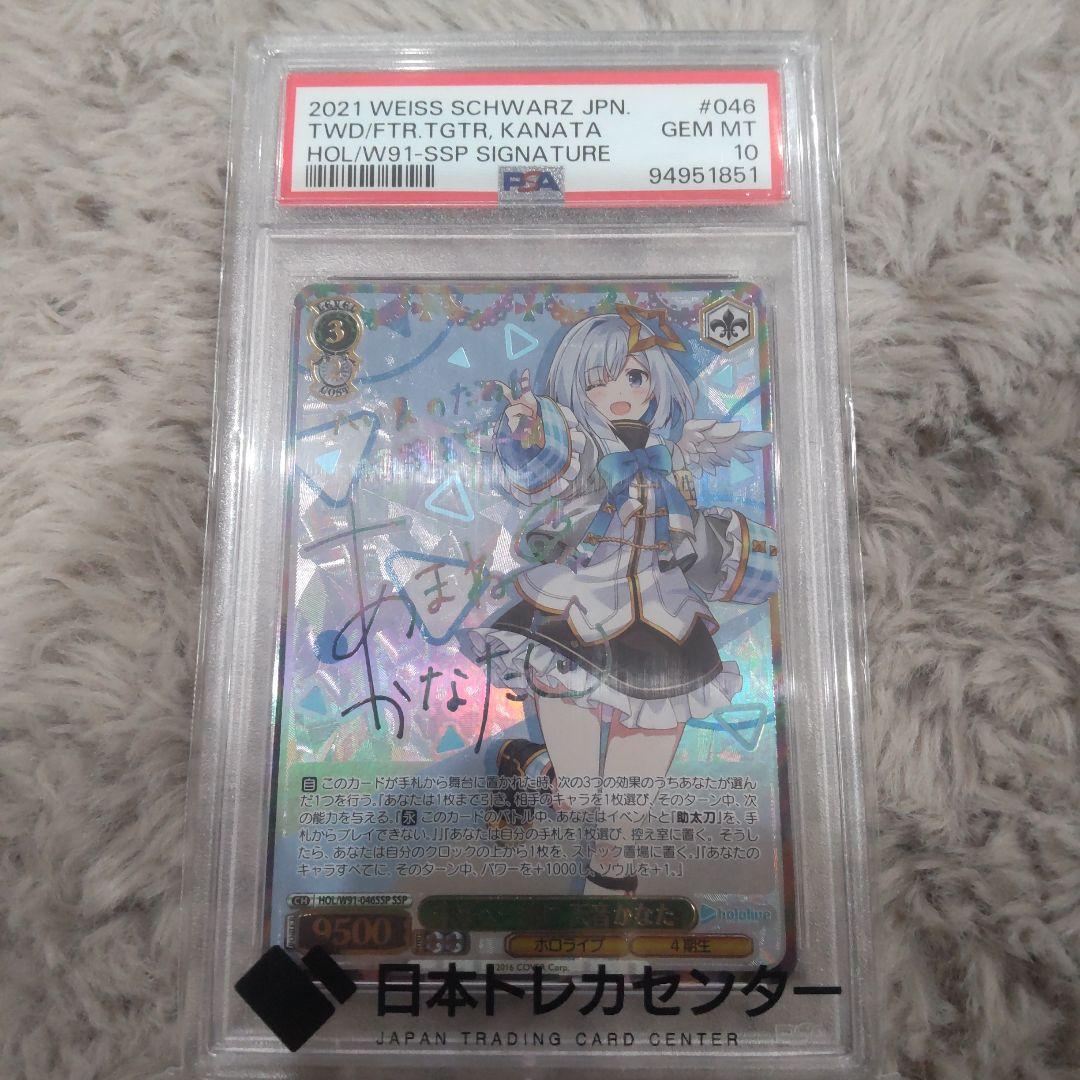 2021 WEISS SCHWARZ JPN. #046
TWD/FTR.TGTR, KANATA GEM MT
HOL/W91-SSP SIGNATURE 10
PSA 94951851
LEVEL
3
COST
あまね
かなた
自 このカードが手札から舞台に置かれた時、次の3つの効果のうちあなたが選ん
だ1つを行う。「あなたは1枚まで引き、相手のキャラを1枚選び、そのターン中、次
の能力を与える。『永 このカードのバトル中、あなたはイベントと「助太刀」を、手
札からプレイできない。』」「あなたは自分の手札を1枚選び、控え室に置く。そうし
たら、あなたは自分のクロックの上から1枚を、ストック置場に置く。」「あなたの
キャラすべてに、そのターン中、パワーを+1000し、ソウルを+1。」
CH HOL/W91-046SSP SSP
かなた
hololive
POWER 9500
ホロライブ 4期生
2016 COVER Corp.
日本トレカセンター
JAPAN TRADING CARD CENTER